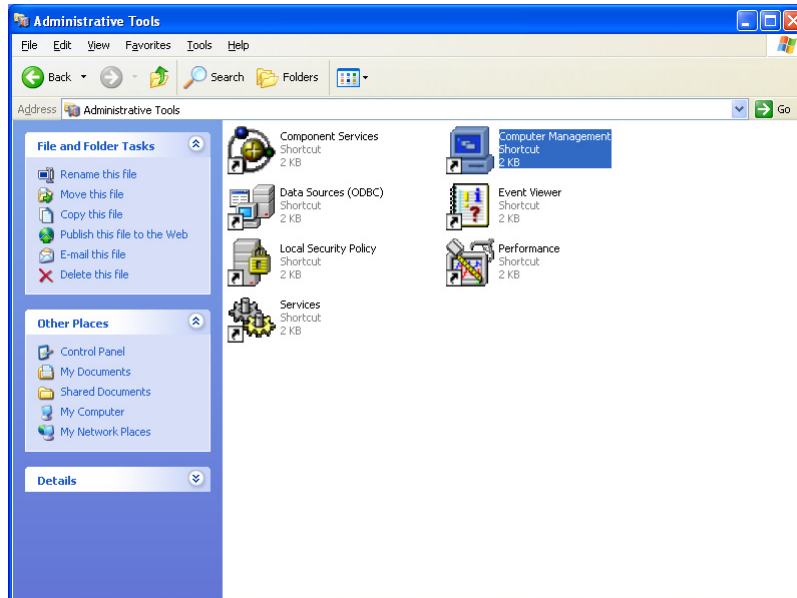 Administrative Tools
File Edit View Favorites Tools Help
Back Search Folders
Address Administrative Tools Go
File and Folder Tasks
Rename this file
Move this file
Copy this file
Publish this file to the Web
E-mail this file
Delete this file
Other Places
Control Panel
My Documents
Shared Documents
My Computer
My Network Places
Details
Component Services
Shortcut
2 KB
Computer Management
Shortcut
2 KB
Data Sources (ODBC)
Shortcut
2 KB
Event Viewer
Shortcut
2 KB
Local Security Policy
Shortcut
2 KB
Performance
Shortcut
2 KB
Services
Shortcut
2 KB